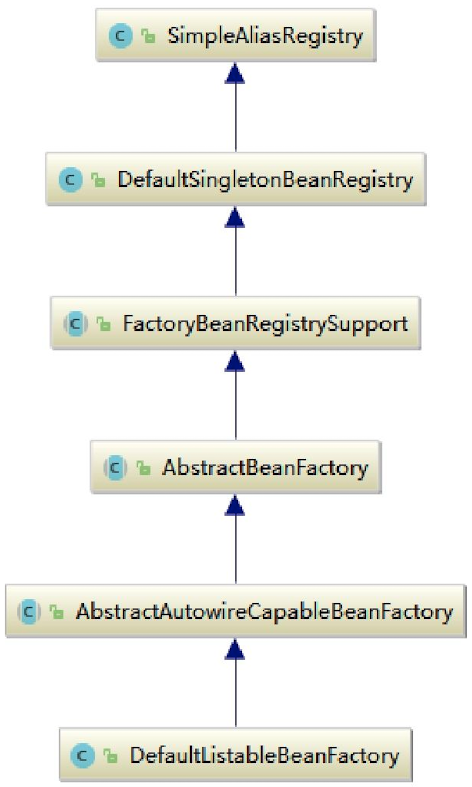 C SimpleAliasRegistry
C DefaultSingletonBeanRegistry
C FactoryBeanRegistrySupport
C AbstractBeanFactory
C AbstractAutowireCapableBeanFactory
C DefaultListableBeanFactory